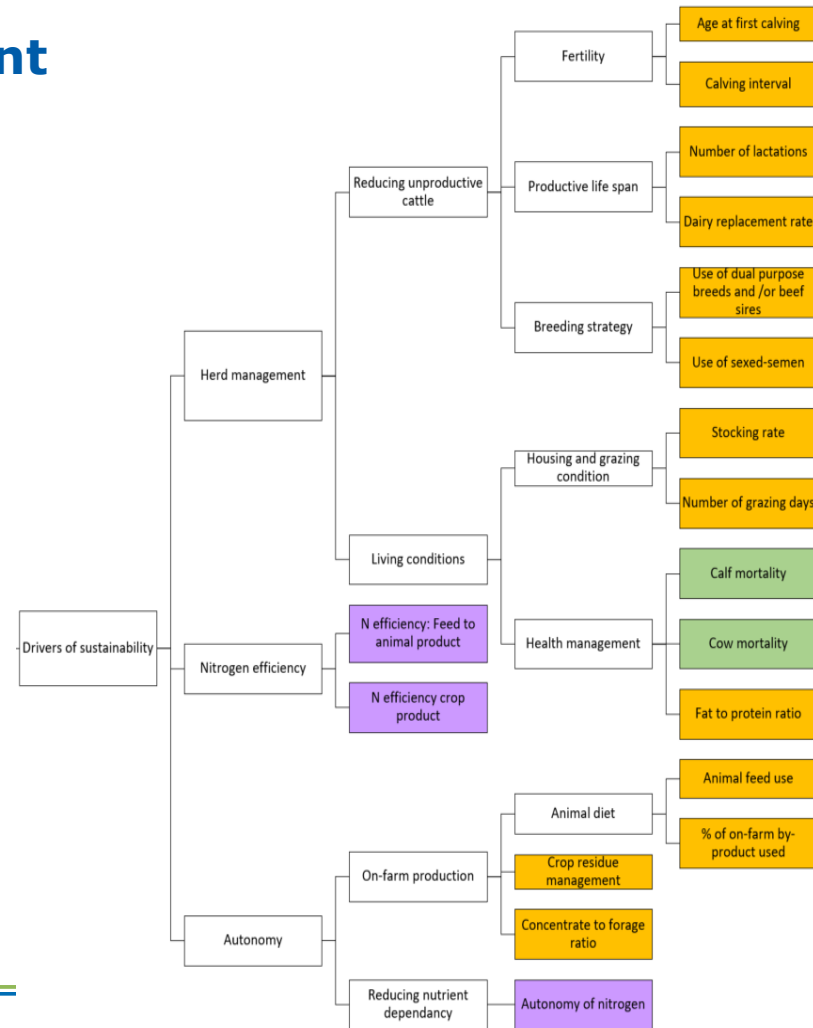 nt
Age at first calving
Fertility
Calving interval
Number of lactations
Reducing unproductive
cattle
Productive life span
Dairy replacement rate
Use of dual purpose
breeds and /or beef
sires
Breeding strategy
Use of sexed-semen
Herd management
Stocking rate
Housing and grazing
condition
Number of grazing days
Living conditions
Calf mortality
Drivers of sustainability
N efficiency: Feed to
animal product
Health management
Cow mortality
Nitrogen efficiency
N efficiency crop
product
Fat to protein ratio
Animal feed use
Animal diet
% of on-farm by-
product used
On-farm production
Crop residue
management
Concentrate to forage
ratio
Autonomy
Reducing nutrient
dependancy
Autonomy of nitrogen